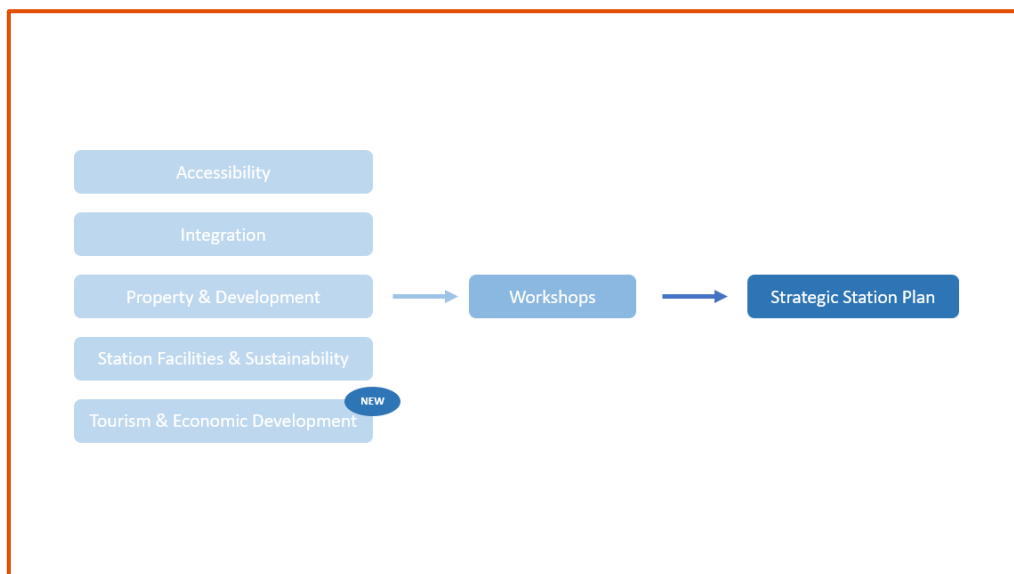 Accessibility
Integration
Property & Development
Station Facilities & Sustainability
NEW
Tourism & Economic Development
Workshops
Strategic Station Plan